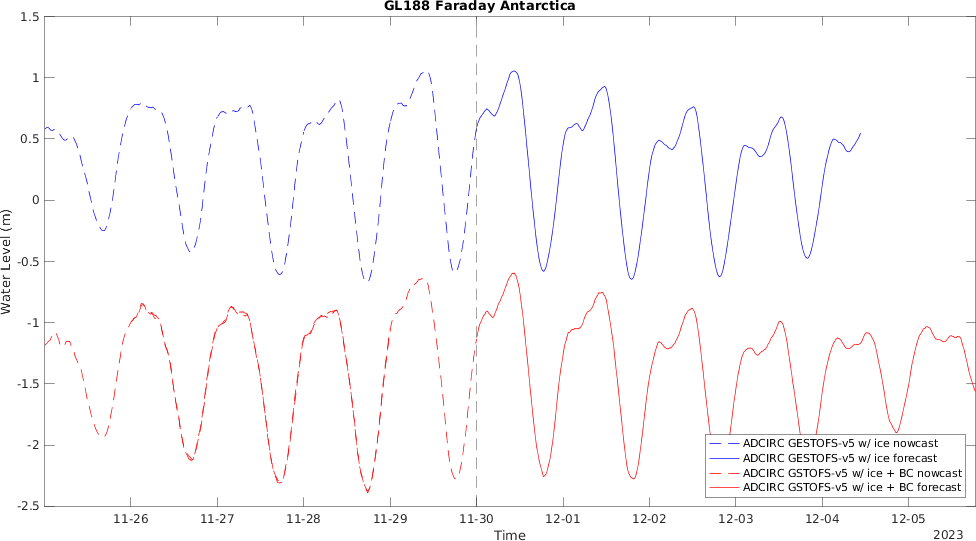 GL188 Faraday Antarctica
1.5
1
0.5
0
-0.5
-1
-1.5
-2
-2.5
Water Level (m)
ADCIRC GESTOFS-v5 w/ ice nowcast
ADCIRC GESTOFS-v5 w/ ice forecast
ADCIRC GSTOFS-v5 w/ ice + BC nowcast
ADCIRC GSTOFS-v5 w/ ice + BC forecast
11-26 11-27 11-28 11-29 11-30 12-01 12-02 12-03 12-04 12-05
Time
2023